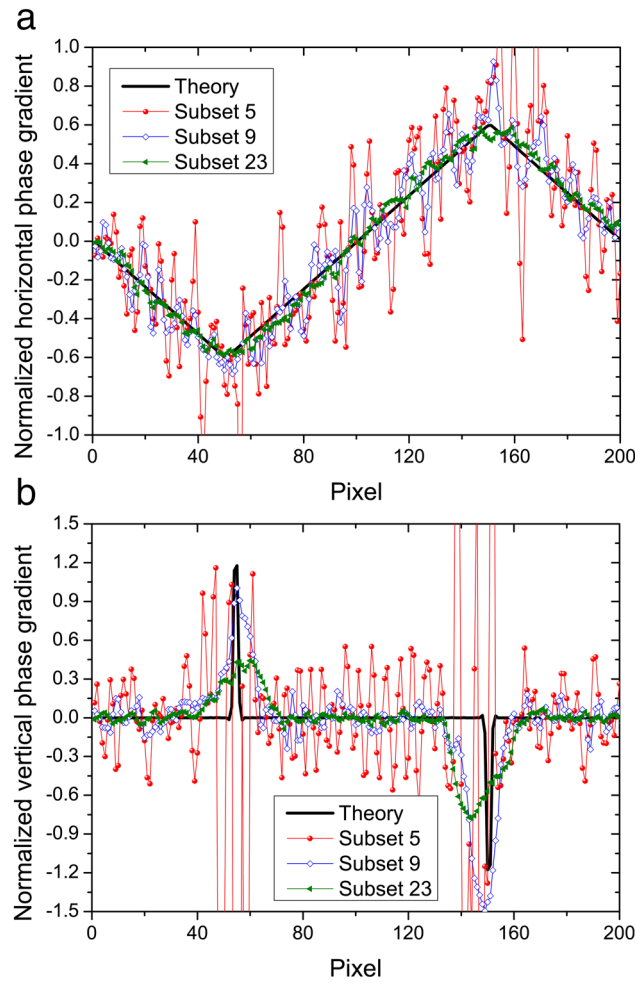 a
Normalized horizontal phase gradient
1.0
0.8
0.6
0.4
0.2
0.0
-0.2
-0.4
-0.6
-0.8
-1.0
Theory
Subset 5
Subset 9
Subset 23
0 40 80 120 160 200
Pixel
b
Normalized vertical phase gradient
1.5
1.2
0.9
0.6
0.3
0.0
-0.3
-0.6
-0.9
-1.2
-1.5
Theory
Subset 5
Subset 9
Subset 23
0 40 80 120 160 200
Pixel